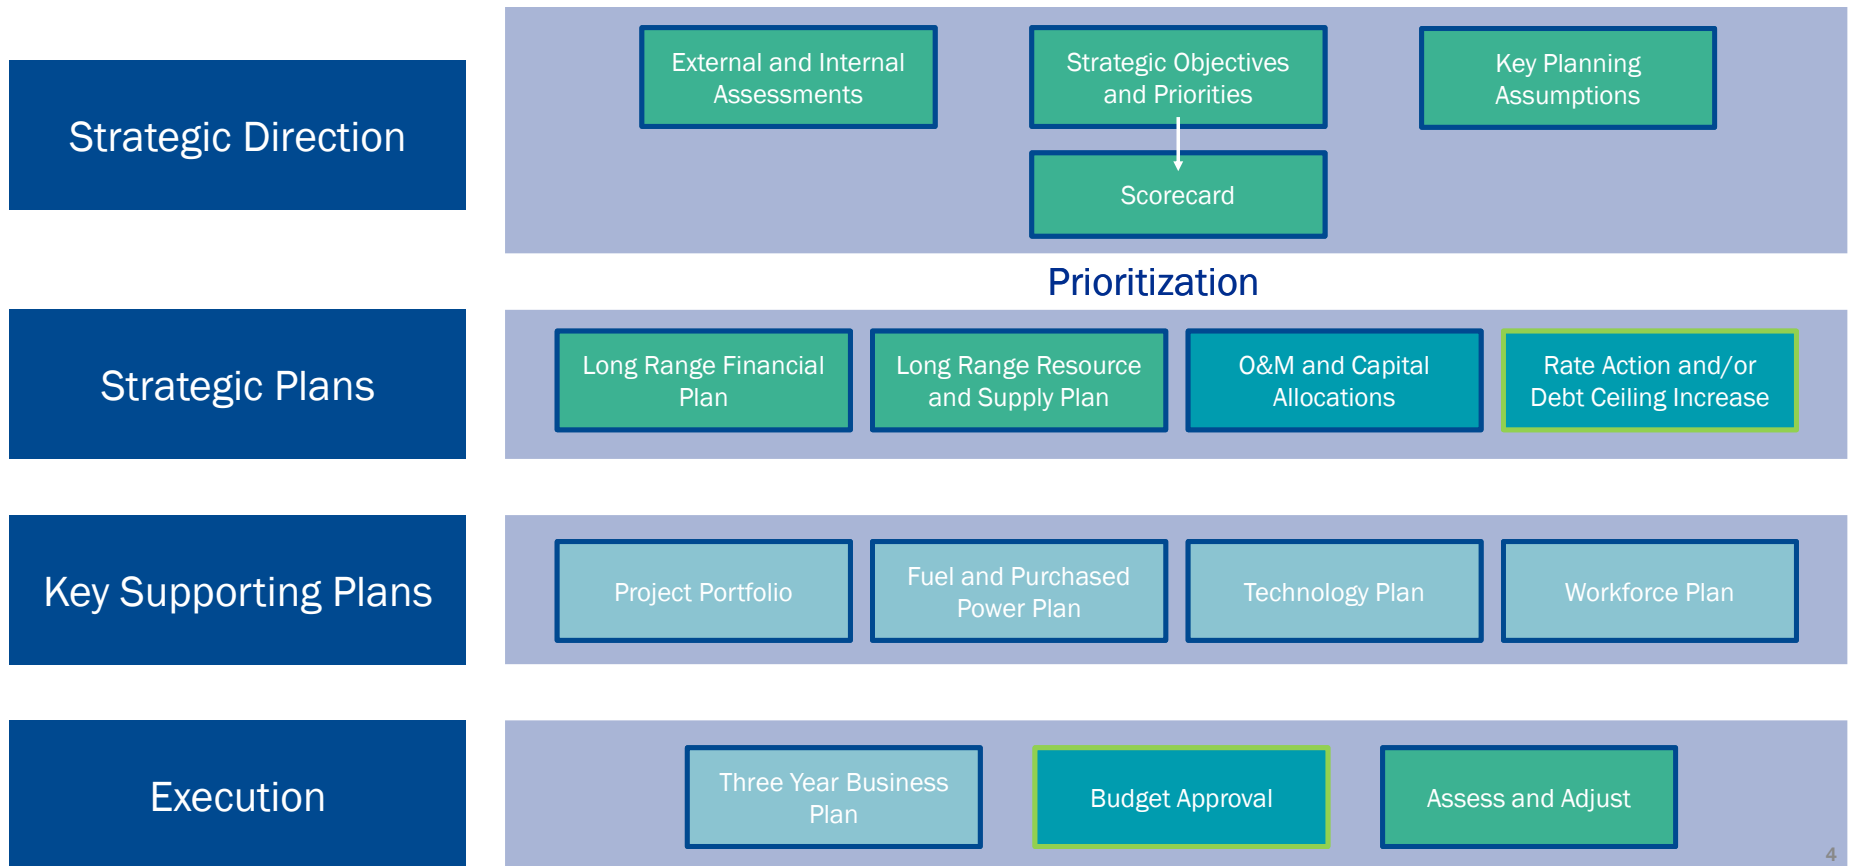 Strategic Direction
External and Internal
Assessments
Strategic Objectives
and Priorities
Key Planning
Assumptions
Scorecard
Prioritization
Strategic Plans
Long Range Financial
Plan
Long Range Resource
and Supply Plan
O&M and Capital
Allocations
Rate Action and/or
Debt Ceiling Increase
Key Supporting Plans
Project Portfolio
Fuel and Purchased
Power Plan
Technology Plan
Workforce Plan
Execution
Three Year Business
Plan
Budget Approval
Assess and Adjust
4